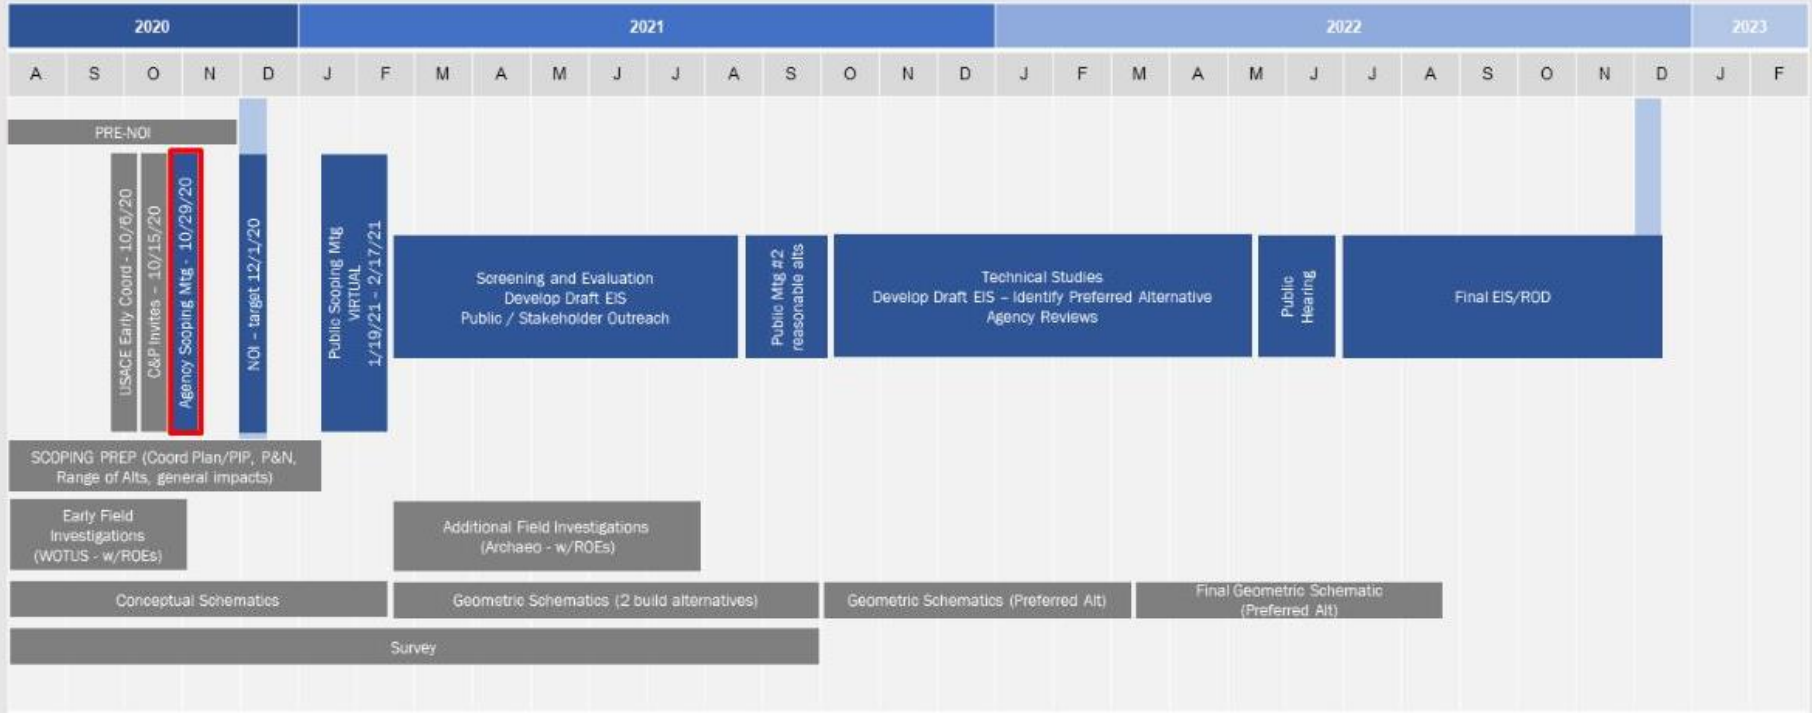 2020 2021 2022 2023
A S O N D J F M A M J J A S O N D J F M A M J J A S O N D J F
PRE-NOI
USACE Early Coord - 10/6/20
C&P Invites – 10/15/20
Agency Scoping Mtg - 10/29/20
NOI – target 12/1/20
Public Scoping Mtg
VIRTUAL
1/19/21 – 2/17/21
Screening and Evaluation
Develop Draft EIS
Public / Stakeholder Outreach
Public Mtg #2
reasonable alts
Technical Studies
Develop Draft EIS – Identify Preferred Alternative
Agency Reviews
Public
Hearing
Final EIS/ROD
SCOPING PREP (Coord Plan/PIP, P&N,
Range of Alts, general impacts)
Early Field
Investigations
(WOTUS - w/ROEs)
Additional Field Investigations
(Archaeo - w/ROEs)
Conceptual Schematics
Geometric Schematics (2 build alternatives)
Geometric Schematics (Preferred Alt)
Final Geometric Schematic
(Preferred Alt)
Survey